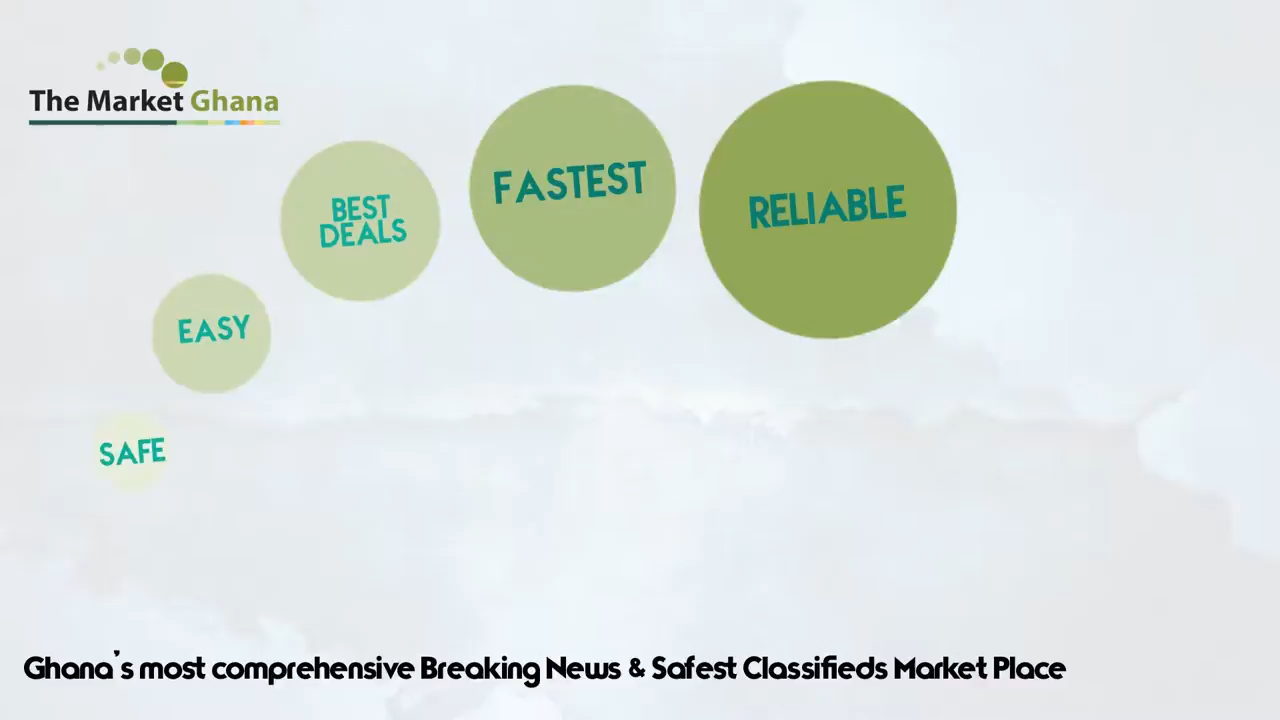 The Market Ghana
BEST
DEALS
FASTEST
RELIABLE
EASY
SAFE
Ghana's most comprehensive Breaking News & Safest Classifieds Market Place